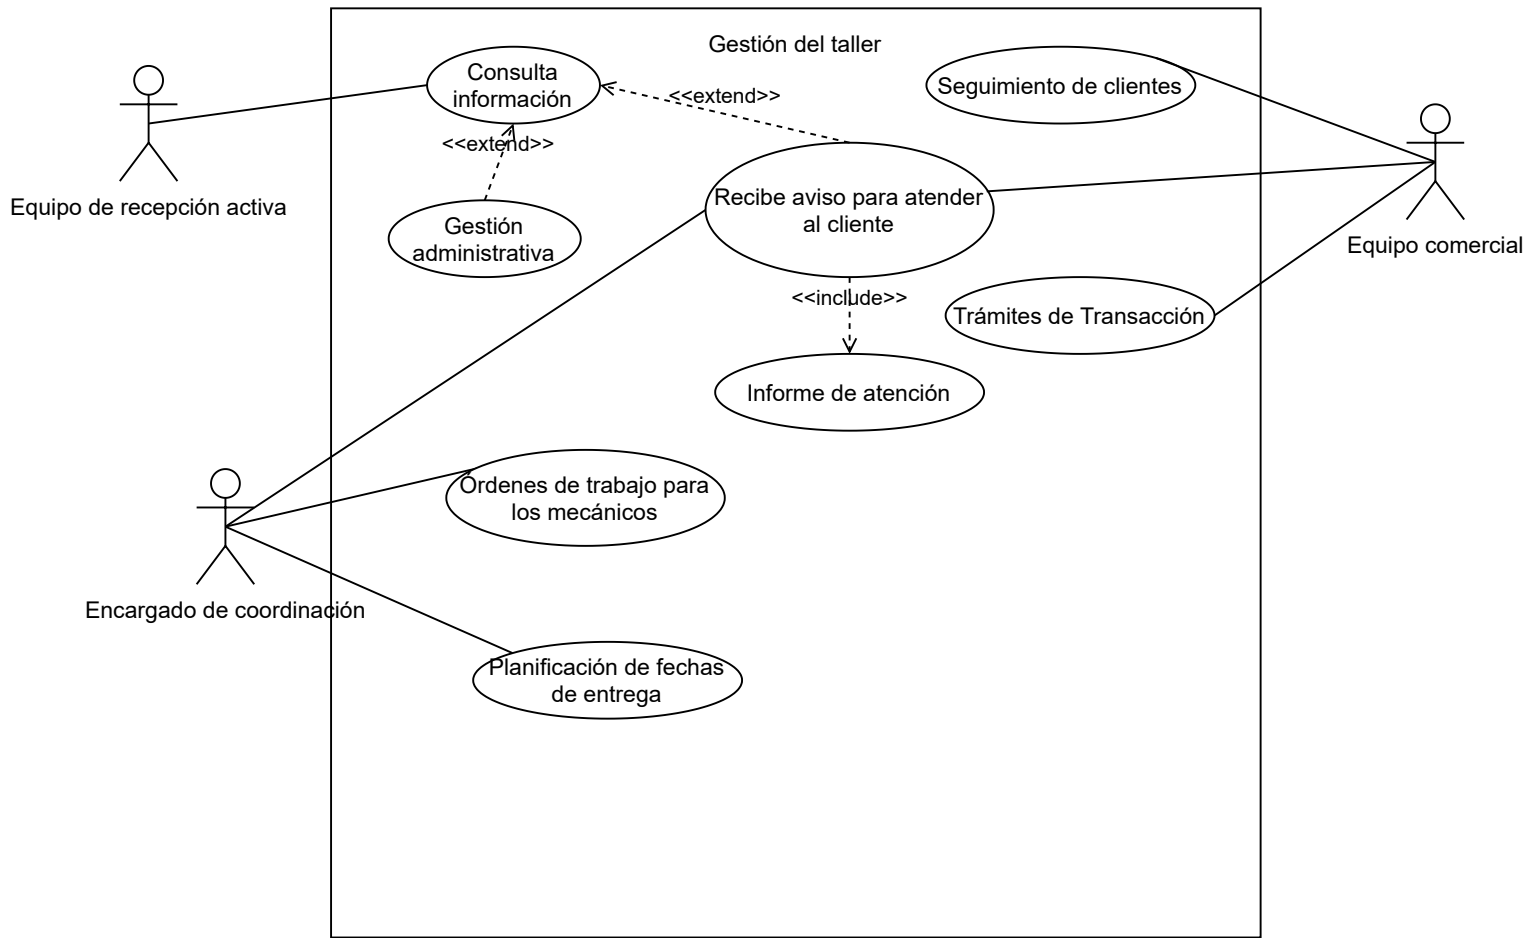 Gestión del taller
Consulta
información
<<extend>>
Seguimiento de clientes
<<extend>>
Equipo de recepción activa
Recibe aviso para atender
al cliente
Gestión
administrativa
Equipo comercial
<<include>>
Trámites de Transacción
Informe de atención
Órdenes de trabajo para
los mecánicos
Encargado de coordinación
Planificación de fechas
de entrega